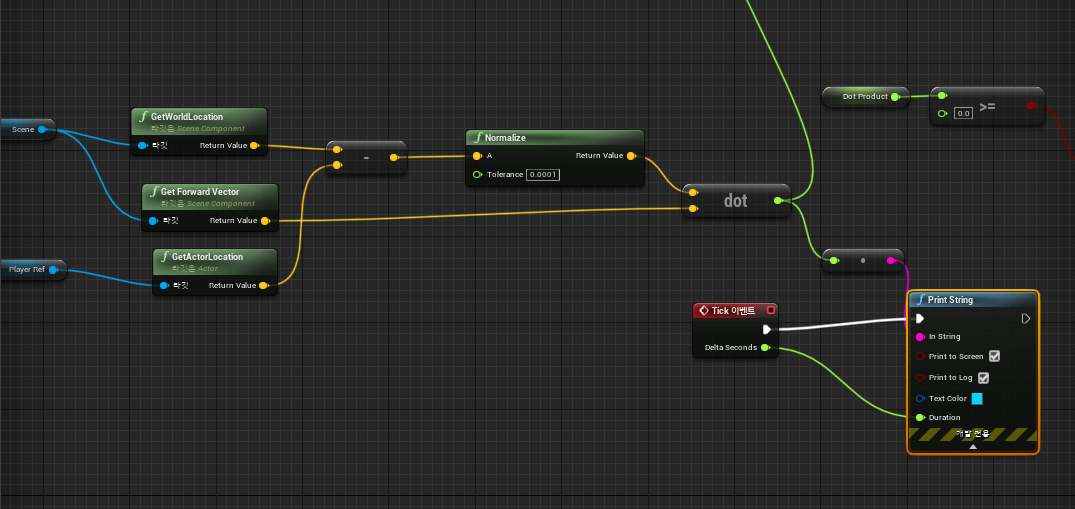 Scene
GetWorldLocation
타깃은 Scene Component
타깃
Return Value
Get Forward Vector
타깃은 Scene Component
타깃
Return Value
Player Ref
GetActorLocation
타깃은 Actor
타깃
Return Value
-
Normalize
A
Return Value
Tolerance 0.0001
dot
Dot Product
0.0
>=
Tick 이벤트
Delta Seconds
Print String
In String
Print to Screen
Print to Log
Text Color
Duration
개발 전용